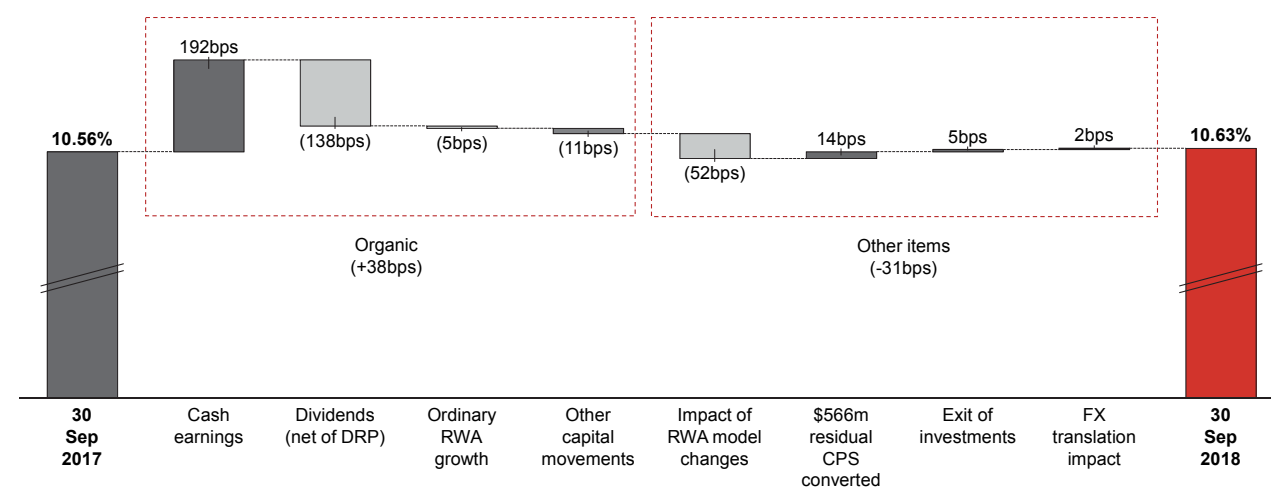 192bps
10.56%
(138bps)
(5bps)
(11bps)
(52bps)
14bps
5bps
2bps
10.63%
Organic
(+38bps)
Other items
(-31bps)
30
Sep
2017
Cash
earnings
Dividends
(net of DRP)
Ordinary
RWA
growth
Other
capital
movements
Impact of
RWA model
changes
$566m
residual
CPS
converted
Exit of
investments
FX
translation
impact
30
Sep
2018